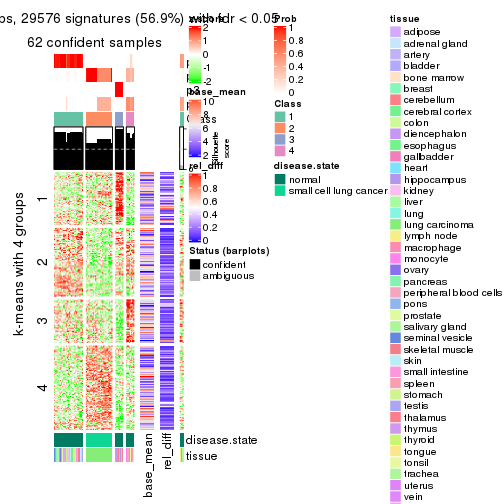 ps, 29576 signatures (56.9%) with fdr < 0.05
62 confident samples
k-means with 4 groups
1
2
3
4
base_mean
rel_diff
disease.state
tissue
2
1
0
-1
-2
base_mean
10
8
6
4
2
silhouette
score
rel_diff
1
0.8
0.6
0.4
0.2
0
Status (barplots)
confident
ambiguous
Prob
1
0.8
0.6
0.4
0.2
0
Class
1
2
3
4
disease.state
normal
small cell lung cancer
tissue
adipose
adrenal gland
artery
bladder
bone marrow
breast
cerebellum
cerebral cortex
colon
diencephalon
esophagus
gallbadder
heart
hippocampus
kidney
liver
lung
lung carcinoma
lymph node
macrophage
monocyte
ovary
pancreas
peripheral blood cells
pons
prostate
salivary gland
seminal vesicle
skeletal muscle
skin
small intestine
spleen
stomach
testis
thalamus
thymus
thyroid
tongue
tonsil
trachea
uterus
vein